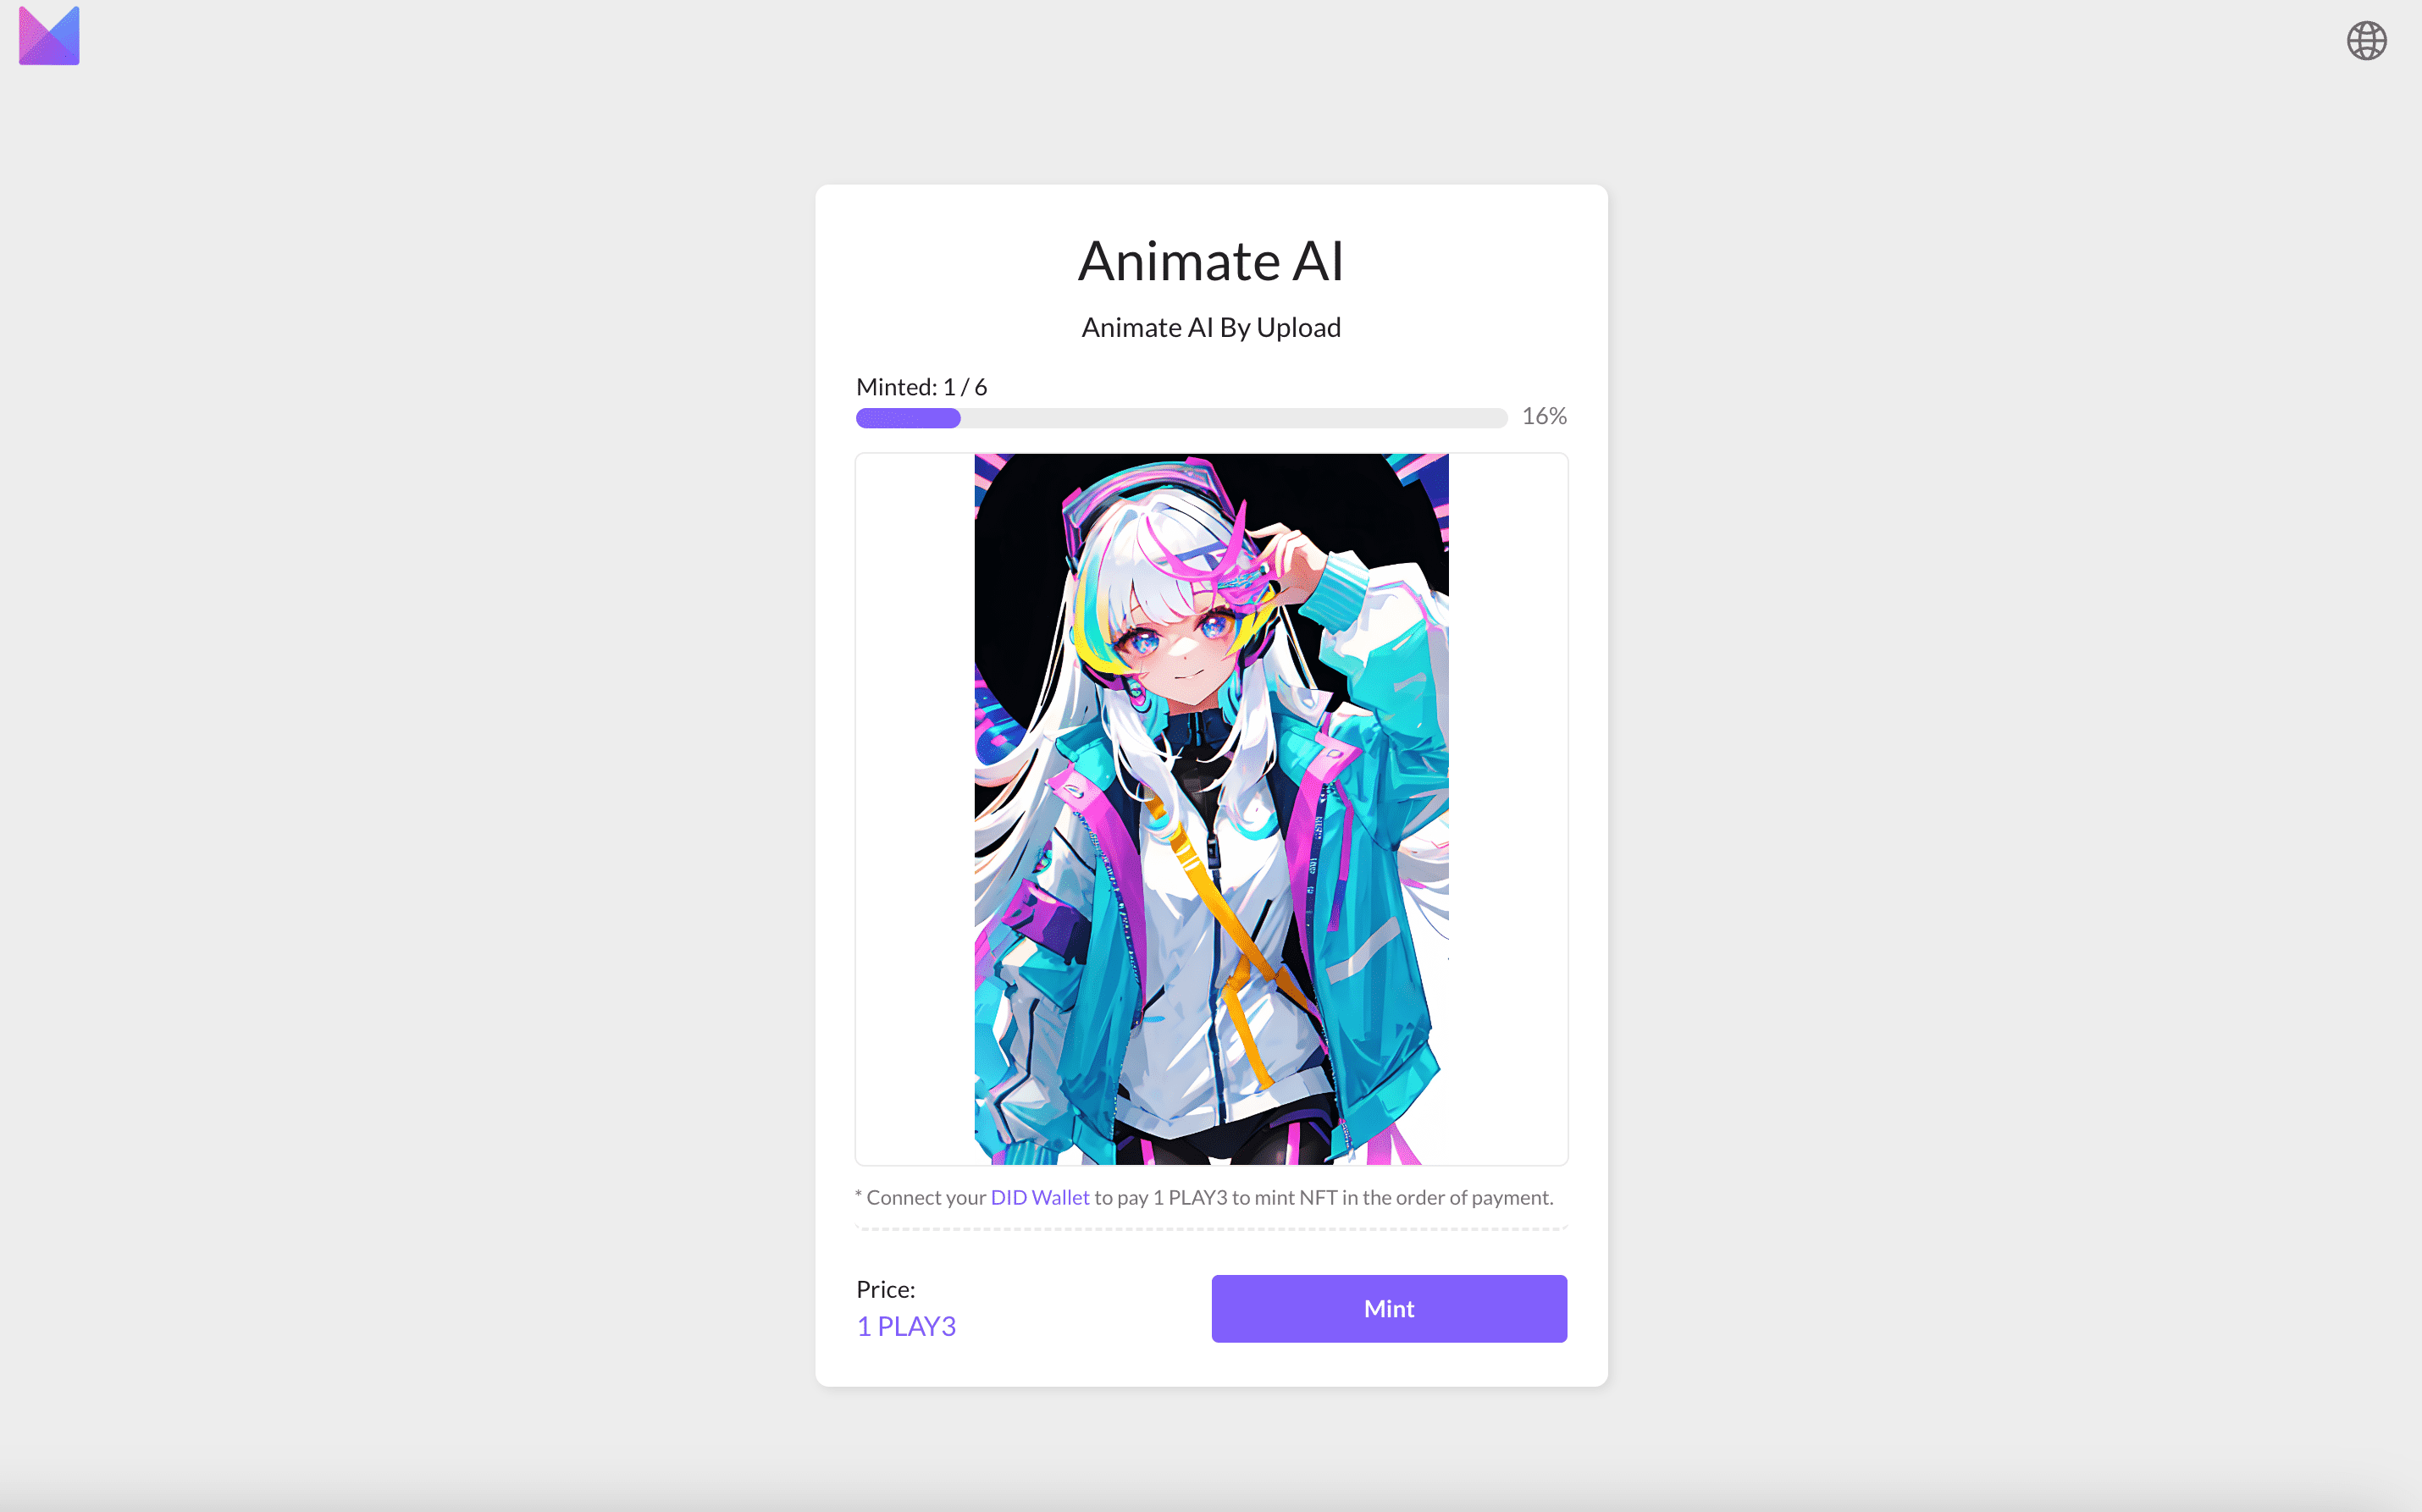 Animate AI
Animate AI By Upload
Minted: 1 / 6
16%
* Connect your DID Wallet to pay 1 PLAY3 to mint NFT in the order of payment.
Price:
1 PLAY3
Mint